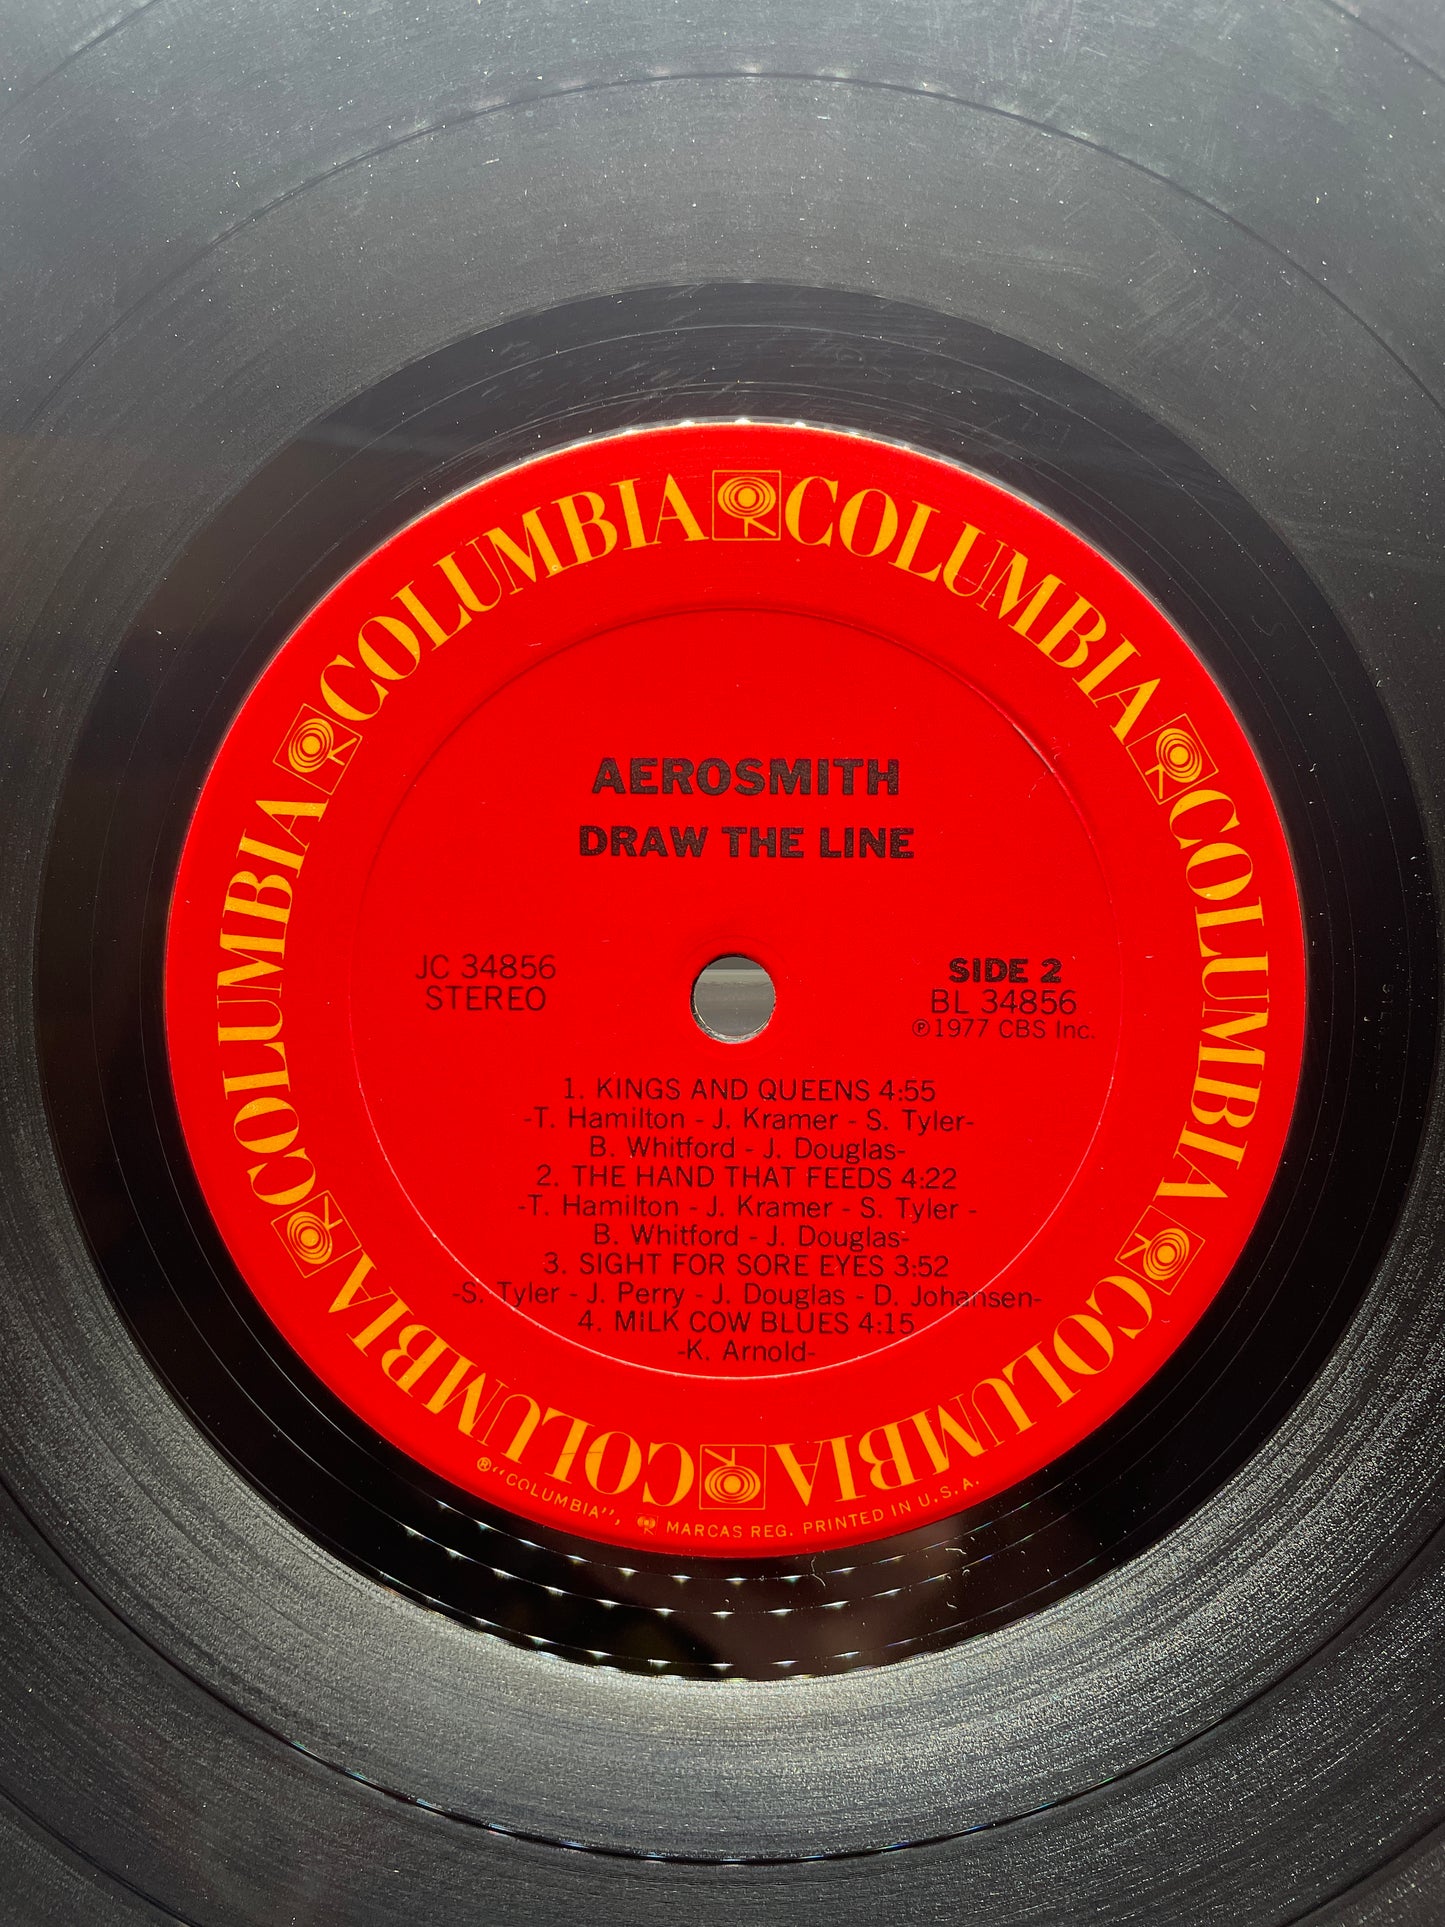 COLUMBIA COLUMBIA COLUMBIA COLUMBIA COLUMBIA COLUMBIA
AEROSMITH
DRAW THE LINE
JC 34856
STEREO
SIDE 2
BL 34856
℗1977 CBS Inc.
1. KINGS AND QUEENS 4:55
-T. Hamilton - J. Kramer - S. Tyler-
B. Whitford - J. Douglas-
2. THE HAND THAT FEEDS 4:22
-T. Hamilton - J. Kramer - S. Tyler -
B. Whitford - J. Douglas-
3. SIGHT FOR SORE EYES 3:52
-S. Tyler - J. Perry - J. Douglas - D. Johansen-
4. MiLK COW BLUES 4:15
-K. Arnold-
®"COLUMBIA", MARCAS REG. PRINTED IN U.S.A.